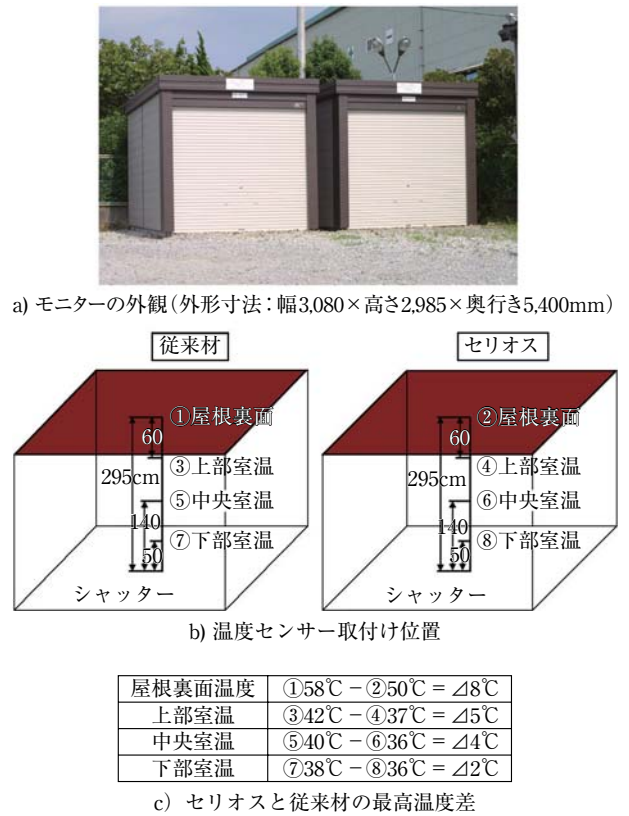 a) モニターの外観(外形寸法：幅3,080×高さ2,985×奥行き5,400mm)
従来材
①屋根裏面
60
③上部室温
295cm
⑤中央室温
140
⑦下部室温
50
シャッター
セリオス
②屋根裏面
60
④上部室温
295cm
⑥中央室温
140
⑧下部室温
50
シャッター
b) 温度センサー取付け位置
屋根裏面温度 ①58℃－②50℃＝⊿8℃
上部室温 ③42℃－④37℃＝⊿5℃
中央室温 ⑤40℃－⑥36℃＝⊿4℃
下部室温 ⑦38℃－⑧36℃＝⊿2℃
c) セリオスと従来材の最高温度差